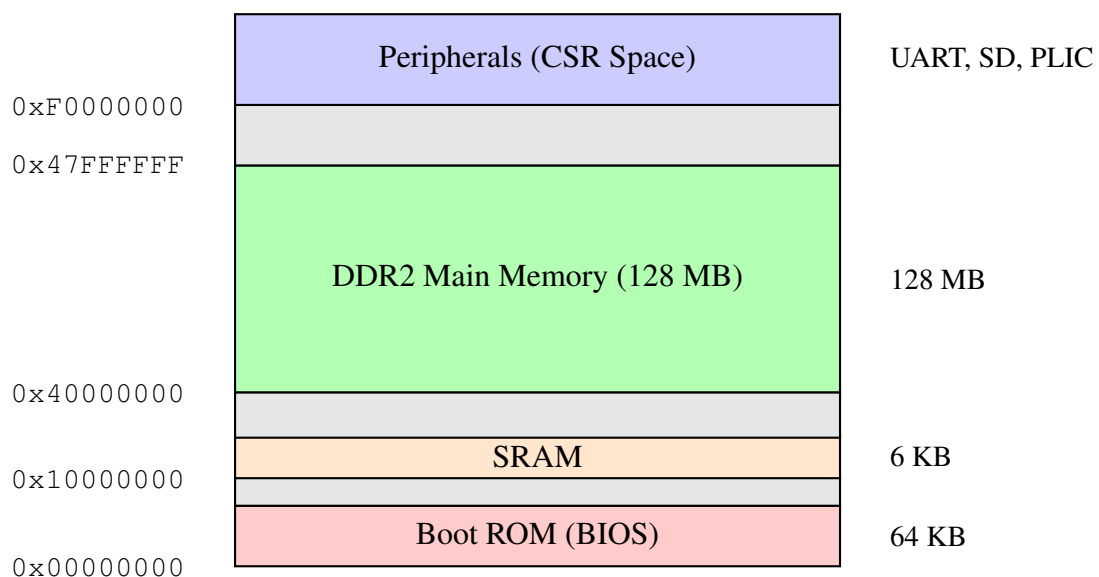 Peripherals (CSR Space) UART, SD, PLIC
0xF0000000
0x47FFFFFF
DDR2 Main Memory (128 MB) 128 MB
0x40000000
SRAM 6 KB
0x10000000
Boot ROM (BIOS) 64 KB
0x00000000